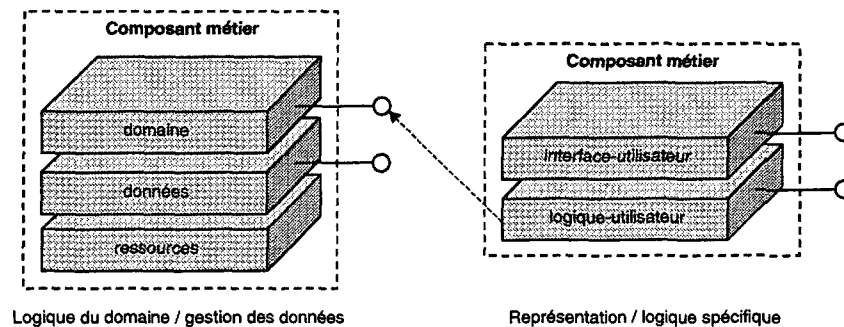 Composant métier
domaine
données
ressources
Logique du domaine / gestion des données
Composant métier
interface-utilisateur
logique-utilisateur
Représentation / logique spécifique